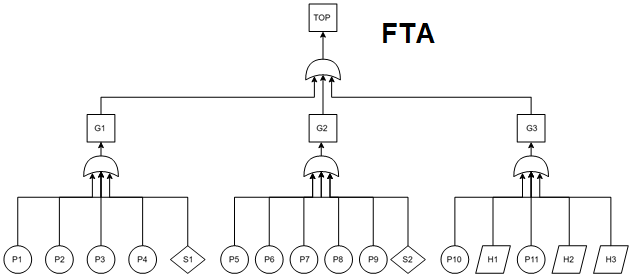 TOP
FTA
G1 G2 G3
P1 P2 P3 P4 S1 P5 P6 P7 P8 P9 S2 P10 H1 P11 H2 H3